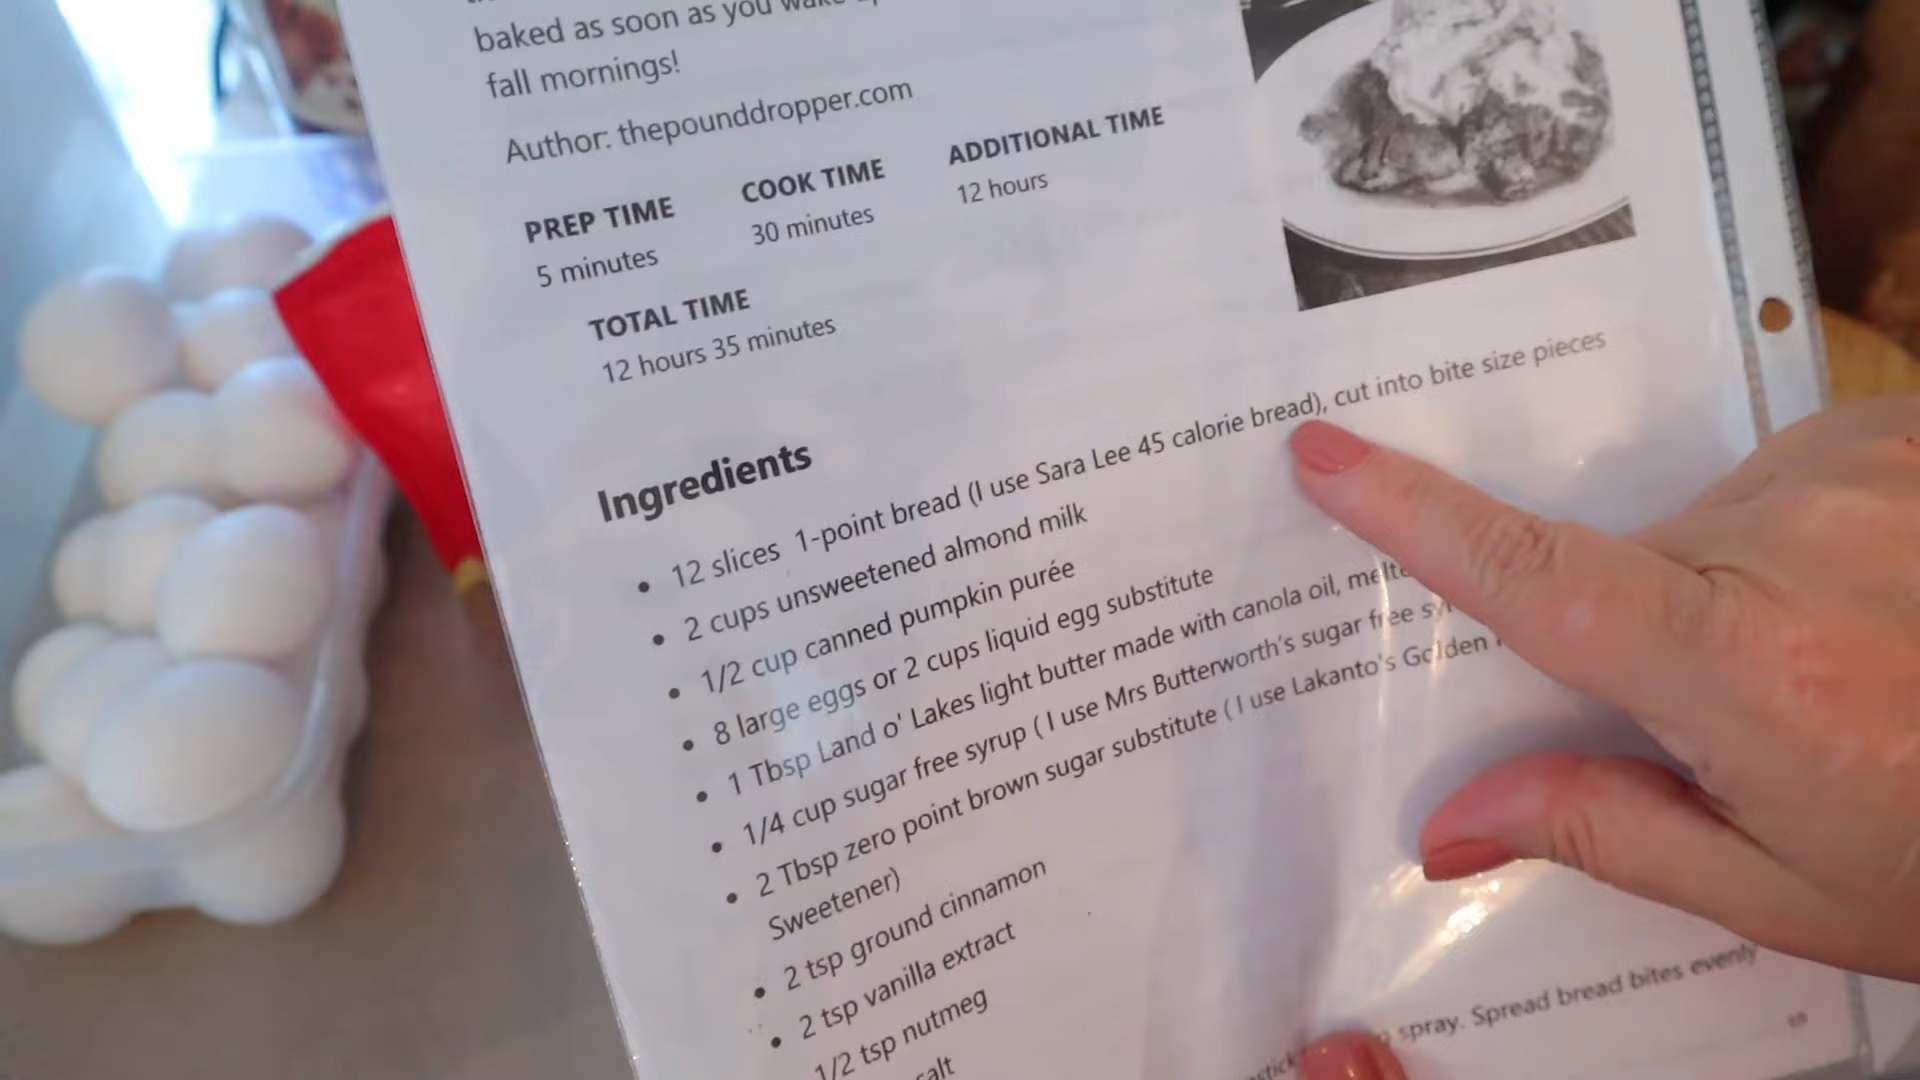 baked as soon as you wake
fall mornings!
Author: thepounddropper.com
PREP TIME
5 minutes
COOK TIME
30 minutes
ADDITIONAL TIME
12 hours
TOTAL TIME
12 hours 35 minutes
Ingredients
• 12 slices 1-point bread (I use Sara Lee 45 calorie bread), cut into bite size pieces
• 2 cups unsweetened almond milk
• 1/2 cup canned pumpkin purée
• 8 large eggs or 2 cups liquid egg substitute
• 1 Tbsp Land o' Lakes light butter made with canola oil,
• 1/4 cup sugar free syrup ( I use Mrs Butterworth's sugar free
• 2 Tbsp zero point brown sugar substitute ( I use Lakanto's Golden
Sweetener)
• 2 tsp ground cinnamon
• 2 tsp vanilla extract
1/2 tsp nutmeg
salt
spray. Spread bread bites evenly